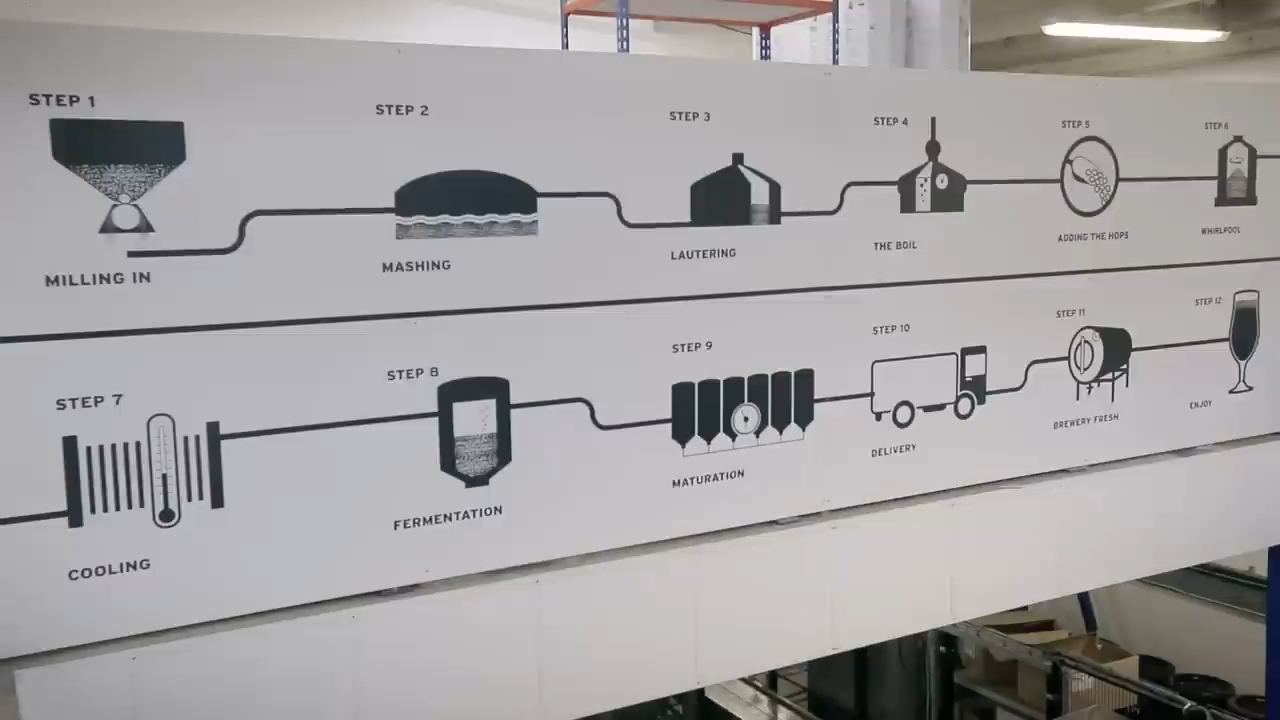 STEP 1
MILLING IN
STEP 2
MASHING
STEP 3
LAUTERING
STEP 4
THE BOIL
STEP 5
ADDING THE HOPS
STEP 6
WHIRLPOOL
STEP 7
COOLING
STEP 8
FERMENTATION
STEP 9
MATURATION
STEP 10
DELIVERY
STEP 11
BREWERY FRESH
STEP 12
ENJOY